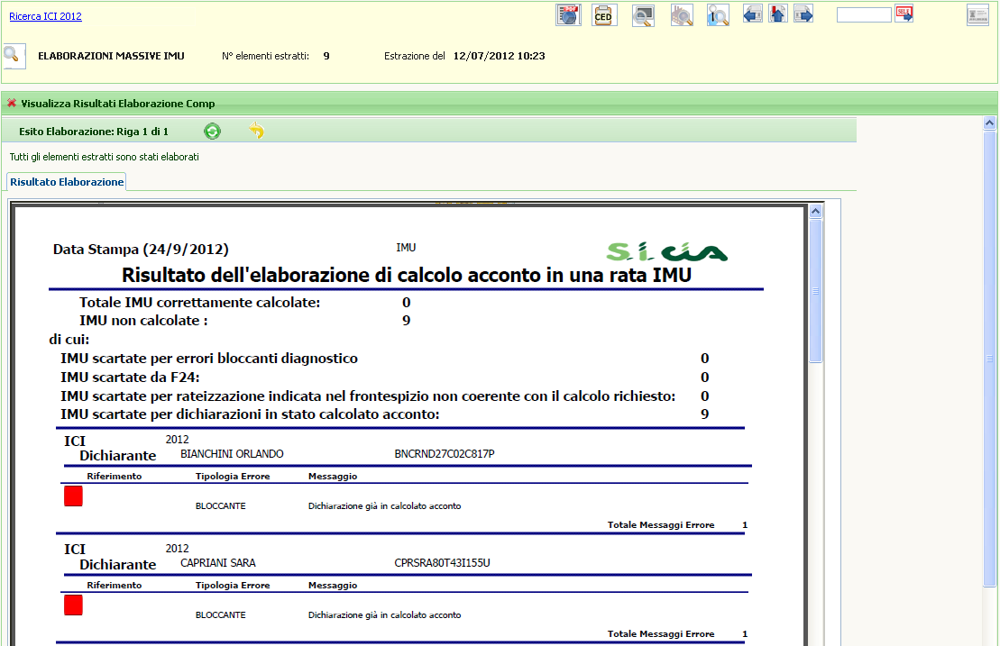 Ricerca ICI 2012
PDF
CED
SELE
ELABORAZIONI MASSIVE IMU N° elementi estratti: 9 Estrazione del 12/07/2012 10:23
Visualizza Risultati Elaborazione Comp
Esito Elaborazione: Riga 1 di 1
Tutti gli elementi estratti sono stati elaborati
Risultato Elaborazione
Data Stampa (24/9/2012) IMU S.I.CIA
Risultato dell'elaborazione di calcolo acconto in una rata IMU
Totale IMU correttamente calcolate: 0
IMU non calcolate : 9
di cui:
IMU scartate per errori bloccanti diagnostico 0
IMU scartate da F24: 0
IMU scartate per rateizzazione indicata nel frontespizio non coerente con il calcolo richiesto: 0
IMU scartate per dichiarazioni in stato calcolato acconto: 9
ICI 2012
Dichiarante BIANCHINI ORLANDO BNCRND27C02C817P
Riferimento Tipologia Errore Messaggio
BLOCCANTE Dichiarazione già in calcolato acconto
Totale Messaggi Errore 1
ICI 2012
Dichiarante CAPRIANI SARA CPRSRA80T43I155U
Riferimento Tipologia Errore Messaggio
BLOCCANTE Dichiarazione già in calcolato acconto
Totale Messaggi Errore 1